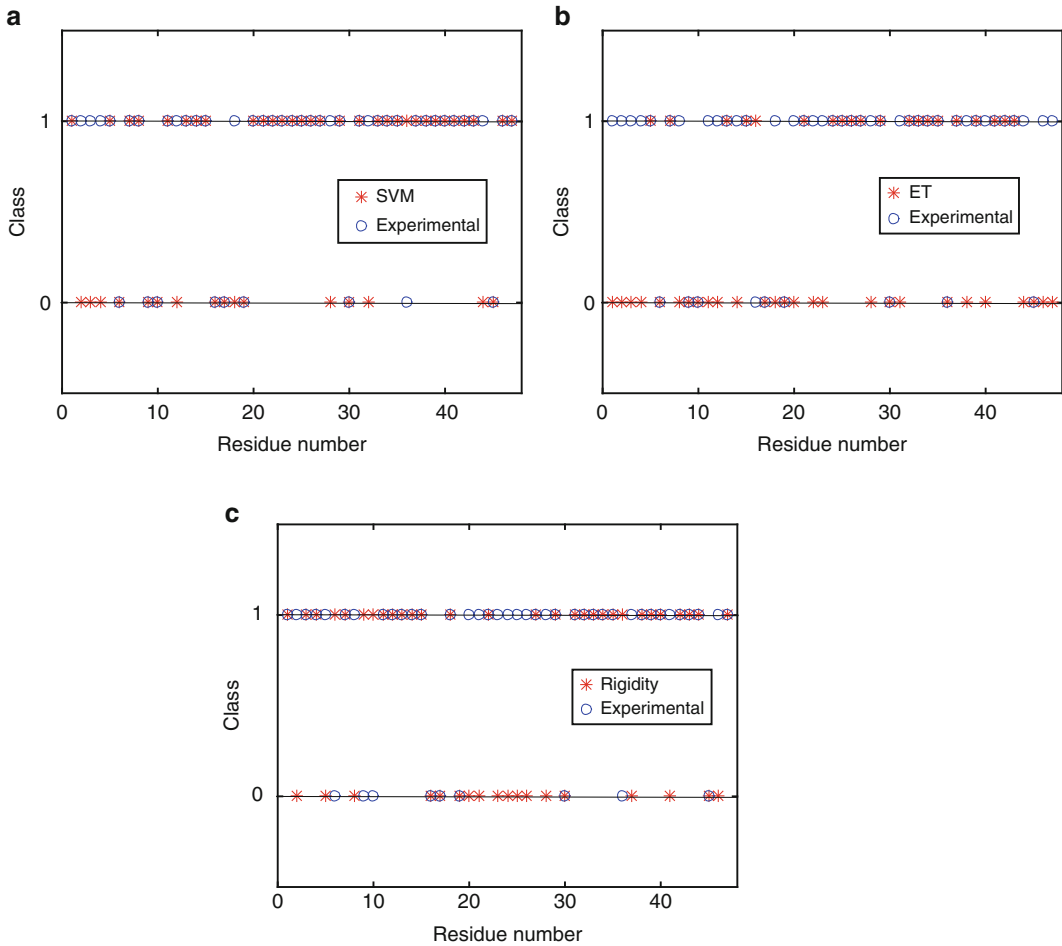 a
1
0
Class
SVM
Experimental
0 10 20 30 40
Residue number
b
1
0
Class
ET
Experimental
0 10 20 30 40
Residue number
c
1
0
Class
Rigidity
Experimental
0 10 20 30 40
Residue number